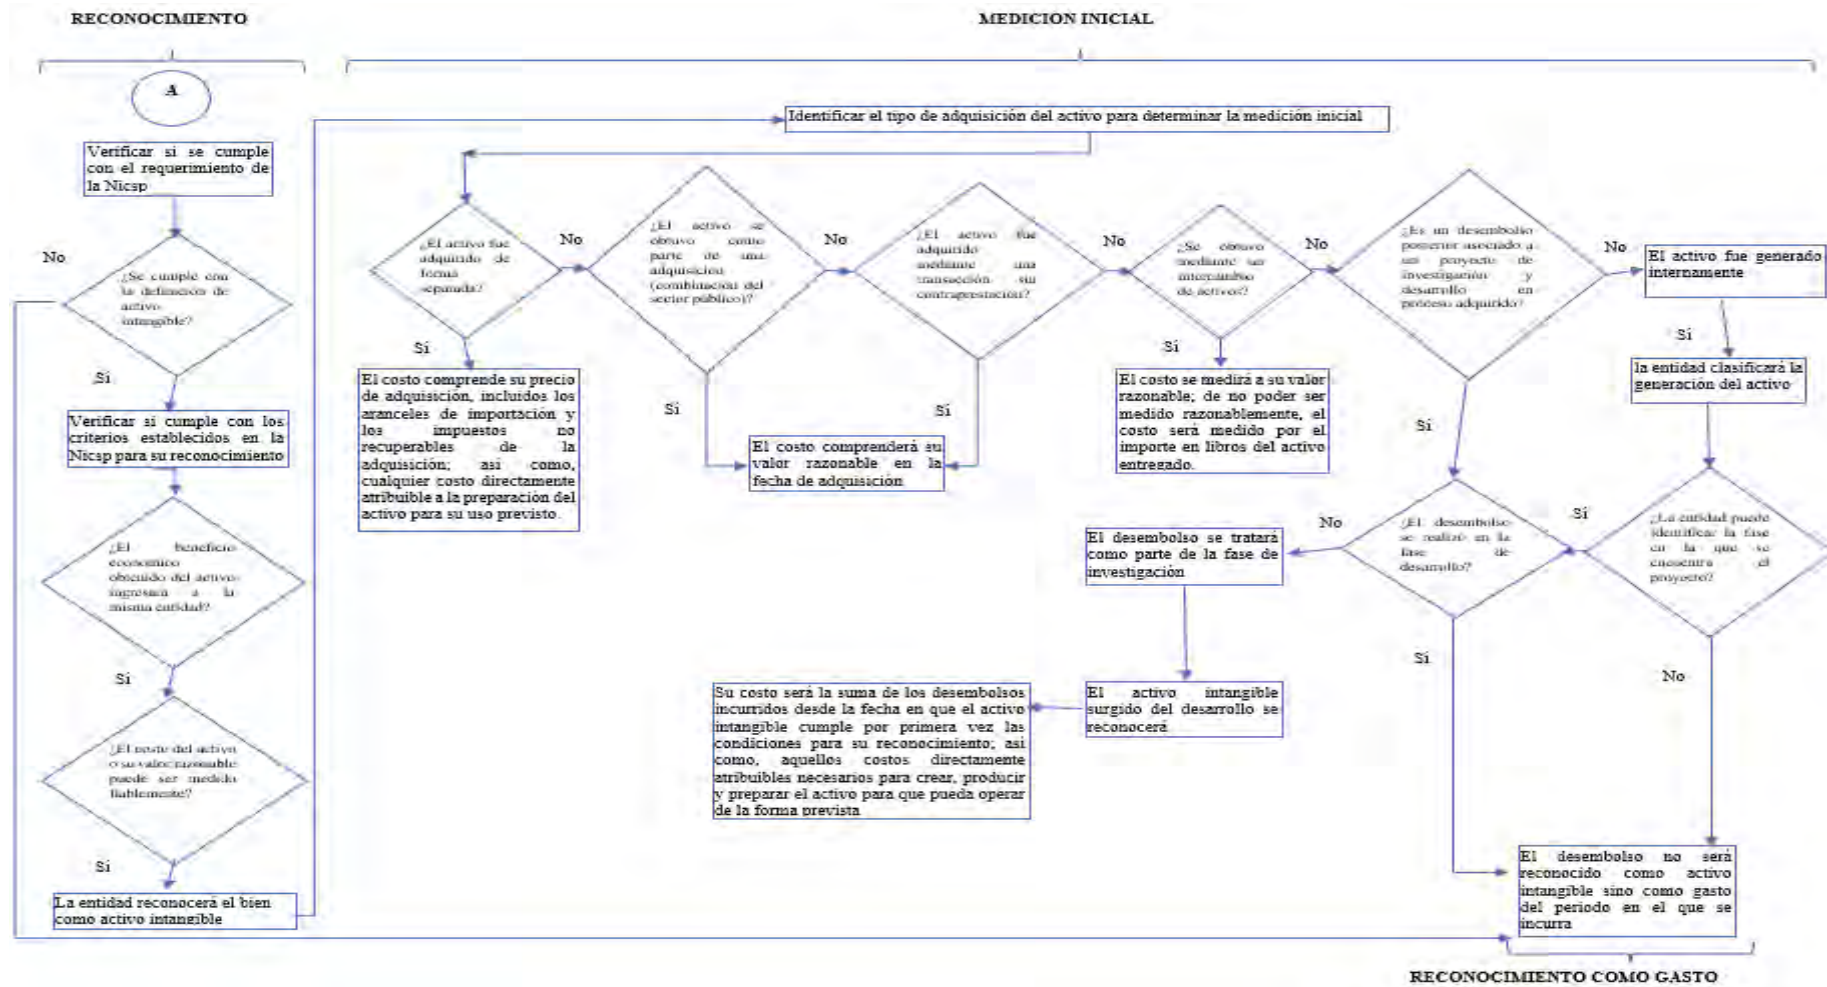 RECONOCIMIENTO
MEDICION INICIAL
A
Verificar si se cumple
con el requerimiento de
la Nicsp
No
¿Se cumple con
la definición de
activo
intangible?
Si
Verificar si cumple con los
criterios establecidos en la
Nicsp para su reconocimiento
¿El beneficio
economico
obtenido del activo
ingresara a la
misma entidad?
Si
¿El costo del activo
o su valor razonable
puede ser medido
fiablemente?
Si
La entidad reconocerá el bien
como activo intangible
Identificar el tipo de adquisición del activo para determinar la medición inicial
¿El activo fue
adquirido de
forma
separada?
No
Si
El costo comprende su precio
de adquisición, incluidos los
aranceles de importación y
los impuestos no
recuperables de la
adquisición; asi como,
cualquier costo directamente
atribuible a la preparación del
activo para su uso previsto.
¿El activo se
obtuvo como
parte de una
adquisicion
(combinación del
sector público)?
No
Si
¿El activo fue
adquirido
mediante una
transacción sin
contraprestación?
No
Si
El costo comprenderá su
valor razonable en la
fecha de adquisición
¿Se obtuvo
mediante un
intercambio
de activos?
No
Si
El costo se medirá a su valor
razonable; de no poder ser
medido razonablemente, el
costo será medido por el
importe en libros del activo
entregado.
¿Es un desembolso
posterior asociado a
un proyecto de
investigación y
desarrollo en
proceso adquirido?
No
Si
El activo fue generado
internamente
Si
la entidad clasificará la
generación del activo
¿La entidad puede
identificar la fase
en la que se
encuentra el
proyecto?
Si
No
¿El desembolso
se realizó en la
fase de
desarrollo?
No
Si
El desembolso se tratará
como parte de la fase de
investigación
El activo intangible
surgido del desarrollo se
reconocerá
Su costo será la suma de los desembolsos
incurridos desde la fecha en que el activo
intangible cumple por primera vez las
condiciones para su reconocimiento; asi
como, aquellos costos directamente
atribuibles necesarios para crear, producir
y preparar el activo para que pueda operar
de la forma prevista
El desembolso no será
reconocido como activo
intangible sino como gasto
del periodo en el que se
incurra
RECONOCIMIENTO COMO GASTO